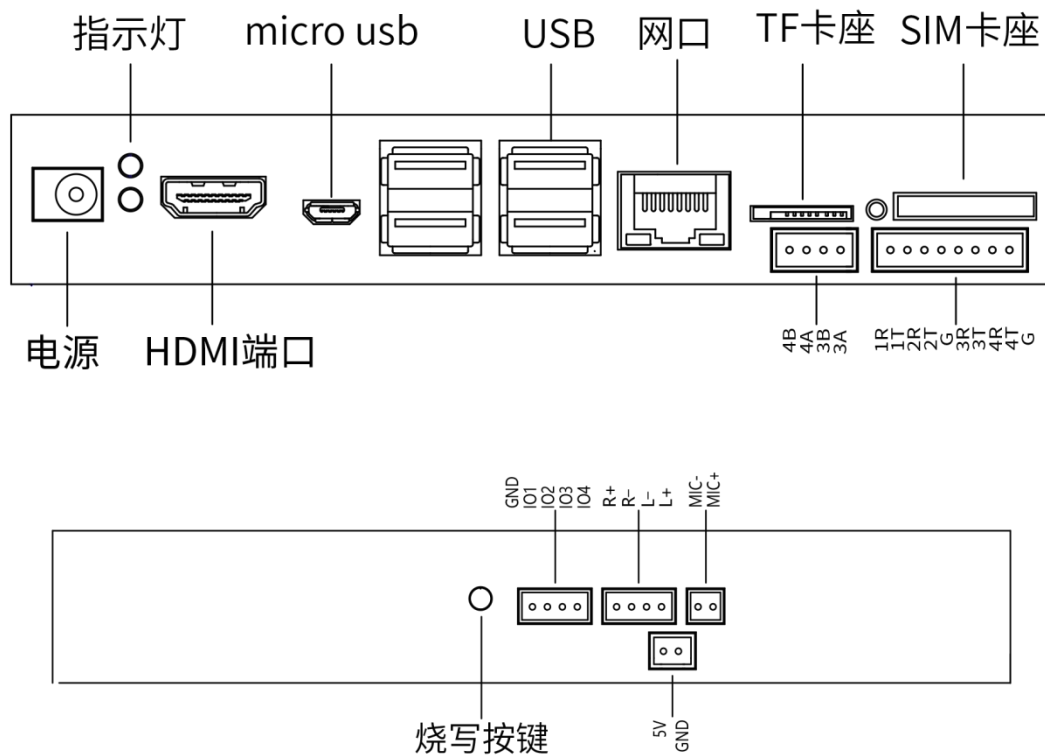 指示灯
micro usb
USB
网口
TF卡座
SIM卡座
电源
HDMI端口
4B
4A
3B
3A
1R
1T
2R
2T
G
3R
3T
4R
4T
G
GND
IO1
IO2
IO3
IO4
R+
R-
L-
L+
MIC-
MIC+
烧写按键
5V
GND